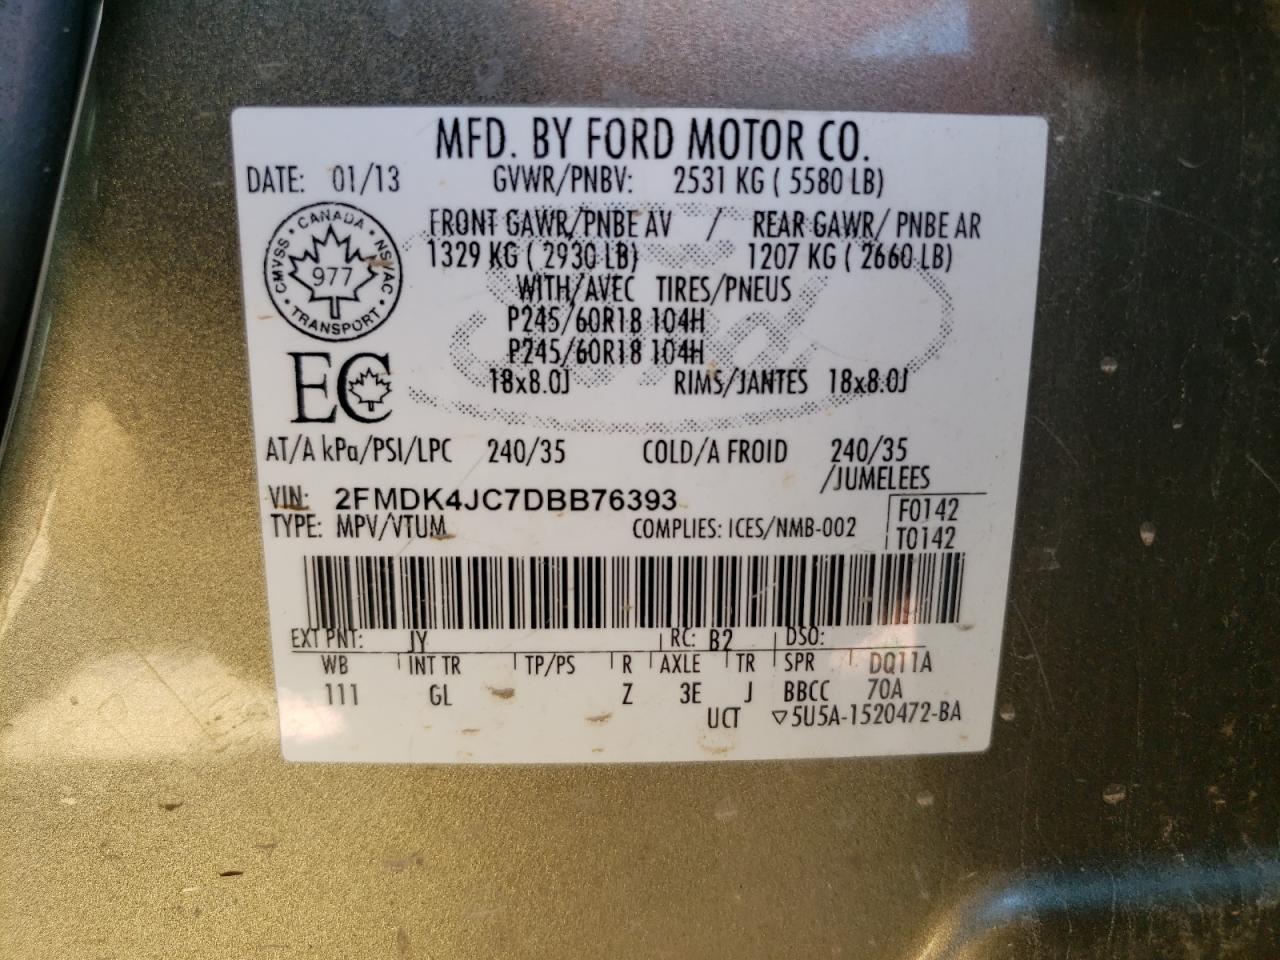 MFD. BY FORD MOTOR CO.
DATE: 01/13 GVWR/PNBV: 2531 KG ( 5580 LB)
FRONT GAWR/PNBE AV / REAR GAWR/ PNBE AR
1329 KG ( 2930 LB) 1207 KG ( 2660 LB)
WITH/AVEC TIRES/PNEUS
P245/60R18 104H
P245/60R18 104H
18x8.0J RIMS/JANTES 18x8.0J
CANADA · NSVAC · TRANSPORT · CMVSS ·
977
EC
AT/A kPa/PSI/LPC 240/35 COLD/A FROID 240/35
/JUMELEES
VIN: 2FMDK4JC7DBB76393
TYPE: MPV/VTUM COMPLIES: ICES/NMB-002
F0142
T0142
EXT PNT: JY RC: B2 DSO:
WB INT TR TP/PS R AXLE TR SPR DQ11A
111 GL Z 3E J BBCC 70A
UCT ▽5U5A-1520472-BA